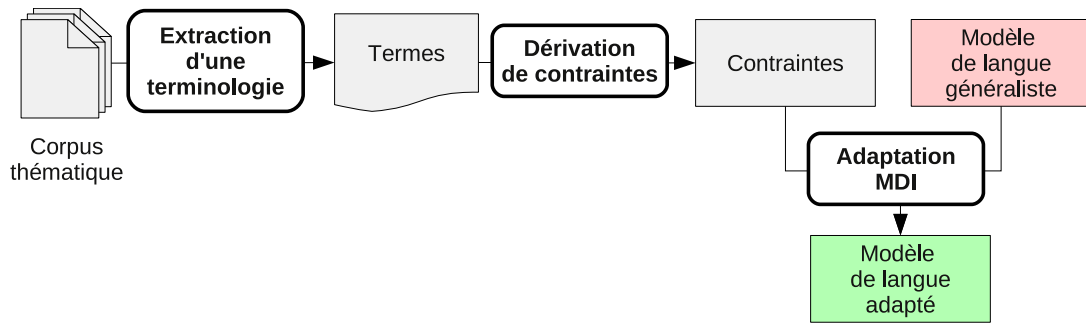 Corpus
thématique
Extraction
d'une
terminologie
Termes
Dérivation
de contraintes
Contraintes
Modèle
de langue
généraliste
Adaptation
MDI
Modèle
de langue
adapté